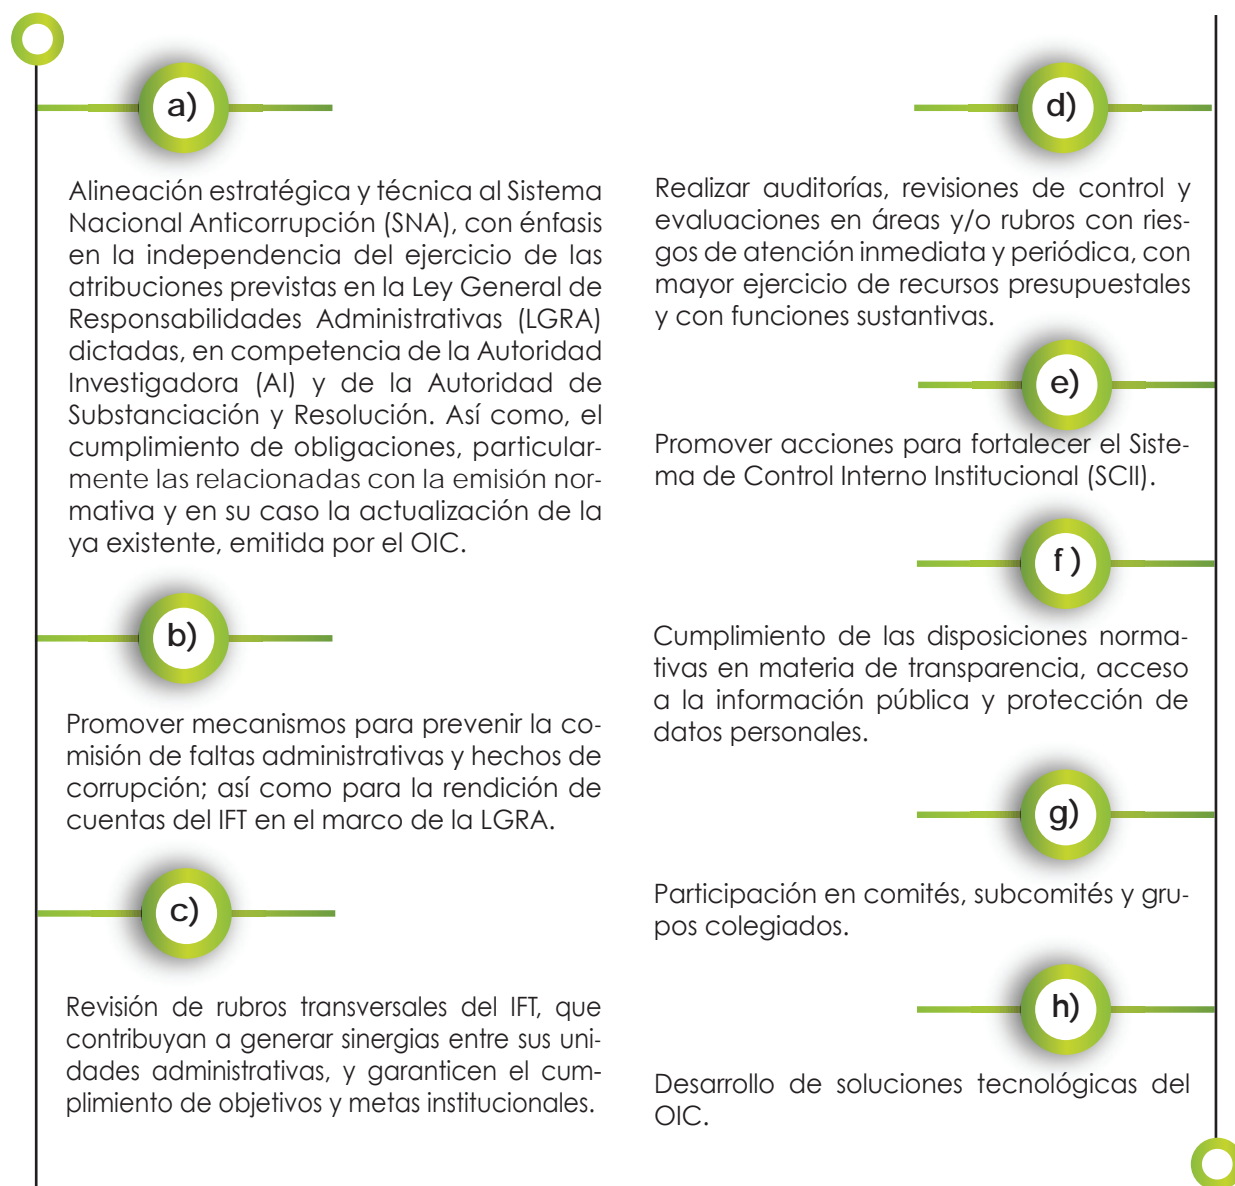 a)
Alineación estratégica y técnica al Sistema
Nacional Anticorrupción (SNA), con énfasis
en la independencia del ejercicio de las
atribuciones previstas en la Ley General de
Responsabilidades Administrativas (LGRA)
dictadas, en competencia de la Autoridad
Investigadora (AI) y de la Autoridad de
Substanciación y Resolución. Así como, el
cumplimiento de obligaciones, particular-
mente las relacionadas con la emisión nor-
mativa y en su caso la actualización de la
ya existente, emitida por el OIC.
b)
Promover mecanismos para prevenir la co-
misión de faltas administrativas y hechos de
corrupción; así como para la rendición de
cuentas del IFT en el marco de la LGRA.
c)
Revisión de rubros transversales del IFT, que
contribuyan a generar sinergias entre sus uni-
dades administrativas, y garanticen el cum-
plimiento de objetivos y metas institucionales.
d)
Realizar auditorías, revisiones de control y
evaluaciones en áreas y/o rubros con ries-
gos de atención inmediata y periódica, con
mayor ejercicio de recursos presupuestales
y con funciones sustantivas.
e)
Promover acciones para fortalecer el Siste-
ma de Control Interno Institucional (SCII).
f )
Cumplimiento de las disposiciones norma-
tivas en materia de transparencia, acceso
a la información pública y protección de
datos personales.
g)
Participación en comités, subcomités y gru-
pos colegiados.
h)
Desarrollo de soluciones tecnológicas del
OIC.